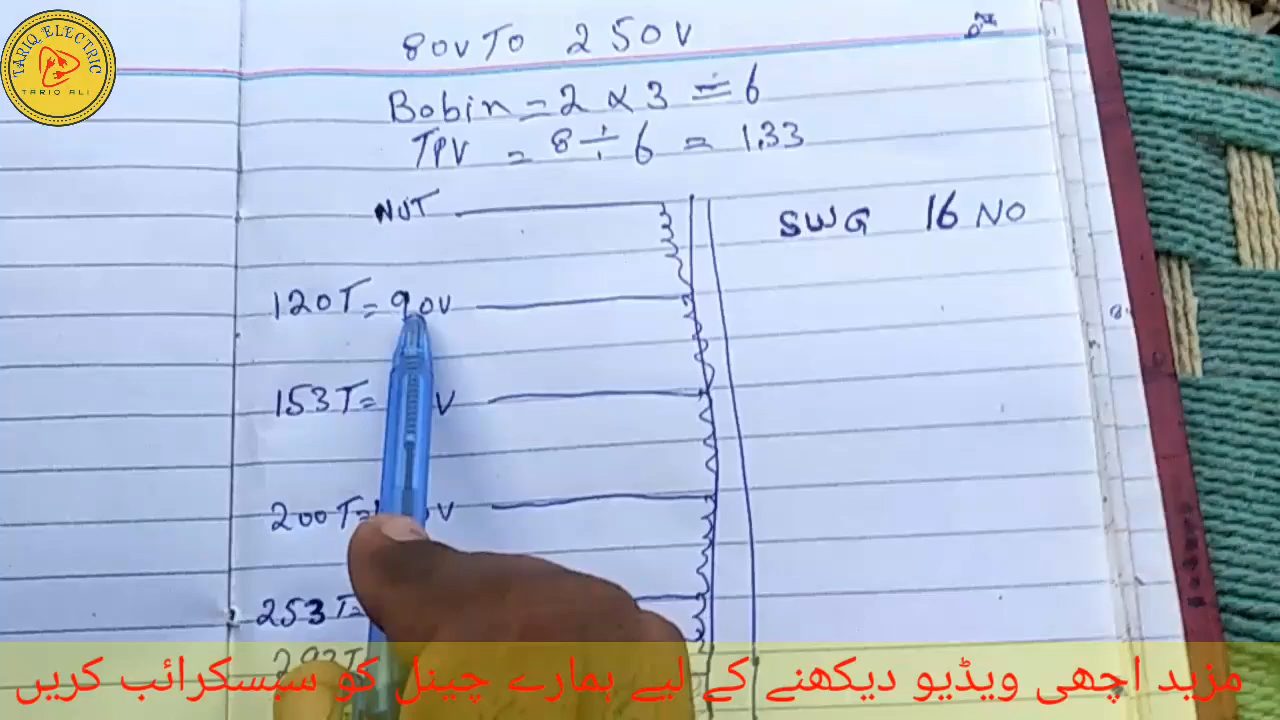 TARIQ ELECTRIC
TARIQ ALI
80V TO 250V
Bobin = 2 × 3 = 6
TPV = 8 ÷ 6 = 1.33
NUT
SWG 16 NO
120T = 90V
153T = V
200T = V
253T =
293T
مزید اچھی ویڈیو دیکھنے کے لیے ہمارے چینل کو سبسکرائب کریں